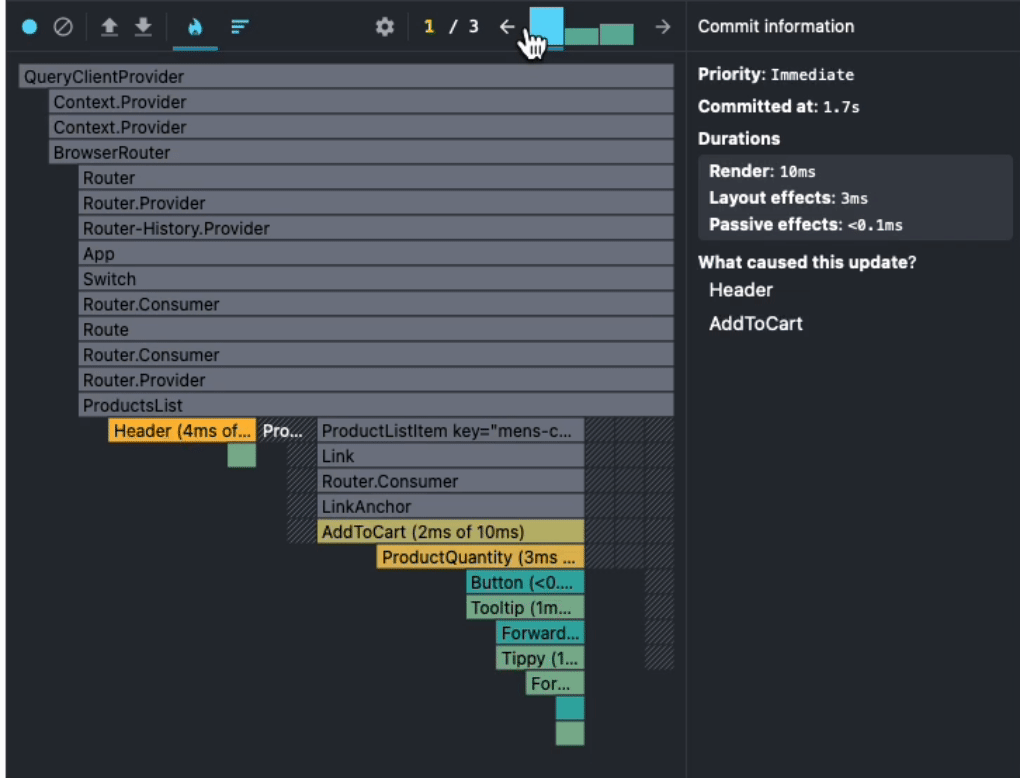 1 / 3
QueryClientProvider
Context.Provider
Context.Provider
BrowserRouter
Router
Router.Provider
Router-History.Provider
App
Switch
Router.Consumer
Route
Router.Consumer
Router.Provider
ProductsList
Header (4ms of... Pro... ProductListItem key="mens-c...
Link
Router.Consumer
LinkAnchor
AddToCart (2ms of 10ms)
ProductQuantity (3ms ...
Button (<0....
Tooltip (1m...
Forward...
Tippy (1...
For...
Commit information
Priority: Immediate
Committed at: 1.7s
Durations
Render: 10ms
Layout effects: 3ms
Passive effects: <0.1ms
What caused this update?
Header
AddToCart